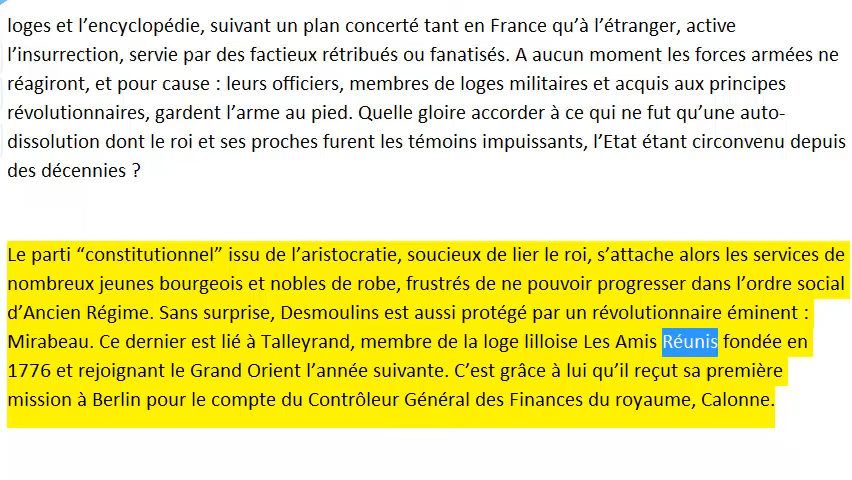 loges et l’encyclopédie, suivant un plan concerté tant en France qu’à l’étranger, active
l’insurrection, servie par des factieux rétribués ou fanatisés. A aucun moment les forces armées ne
réagiront, et pour cause : leurs officiers, membres de loges militaires et acquis aux principes
révolutionnaires, gardent l’arme au pied. Quelle gloire accorder à ce qui ne fut qu’une auto-
dissolution dont le roi et ses proches furent les témoins impuissants, l’Etat étant circonvenu depuis
des décennies ?
Le parti “constitutionnel” issu de l’aristocratie, soucieux de lier le roi, s’attache alors les services de
nombreux jeunes bourgeois et nobles de robe, frustrés de ne pouvoir progresser dans l’ordre social
d’Ancien Régime. Sans surprise, Desmoulins est aussi protégé par un révolutionnaire éminent :
Mirabeau. Ce dernier est lié à Talleyrand, membre de la loge lilloise Les Amis Réunis fondée en
1776 et rejoignant le Grand Orient l’année suivante. C’est grâce à lui qu’il reçut sa première
mission à Berlin pour le compte du Contrôleur Général des Finances du royaume, Calonne.